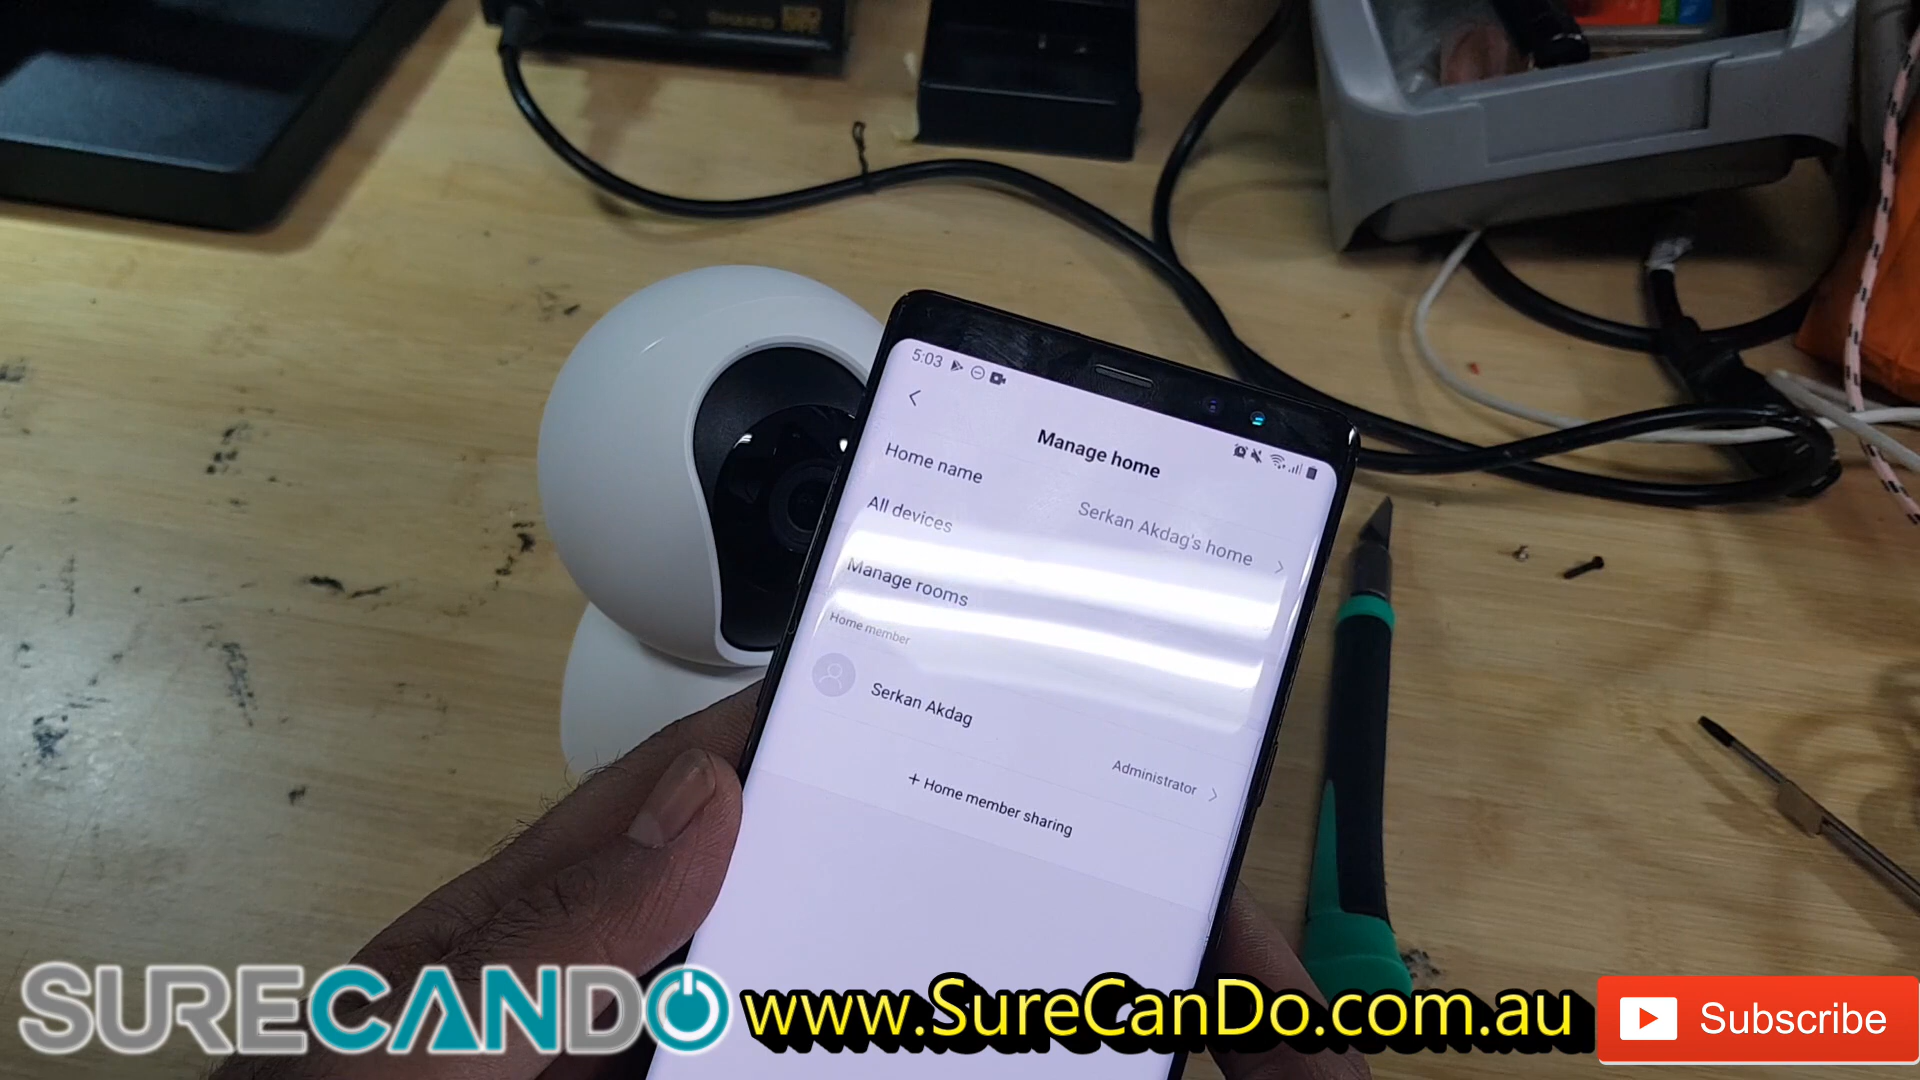 5:03
Manage home
Home name
Serkan Akdag's home
All devices
Manage rooms
Home member
Serkan Akdag
Administrator
+ Home member sharing
SURECANDO
www.SureCanDo.com.au
Subscribe